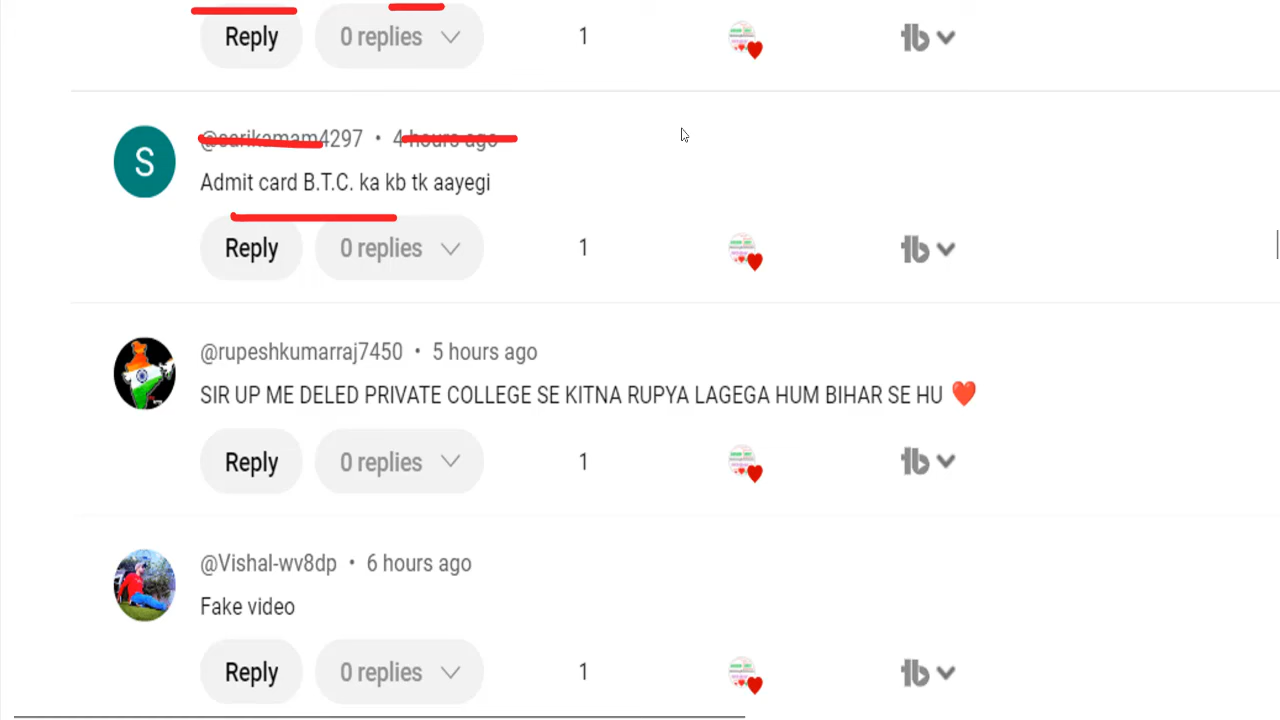 Reply 0 replies 1
S
@sarikamam4297 • 4 hours ago
Admit card B.T.C. ka kb tk aayegi
Reply 0 replies 1
@rupeshkumarraj7450 • 5 hours ago
SIR UP ME DELED PRIVATE COLLEGE SE KITNA RUPYA LAGEGA HUM BIHAR SE HU
Reply 0 replies 1
@Vishal-wv8dp • 6 hours ago
Fake video
Reply 0 replies 1